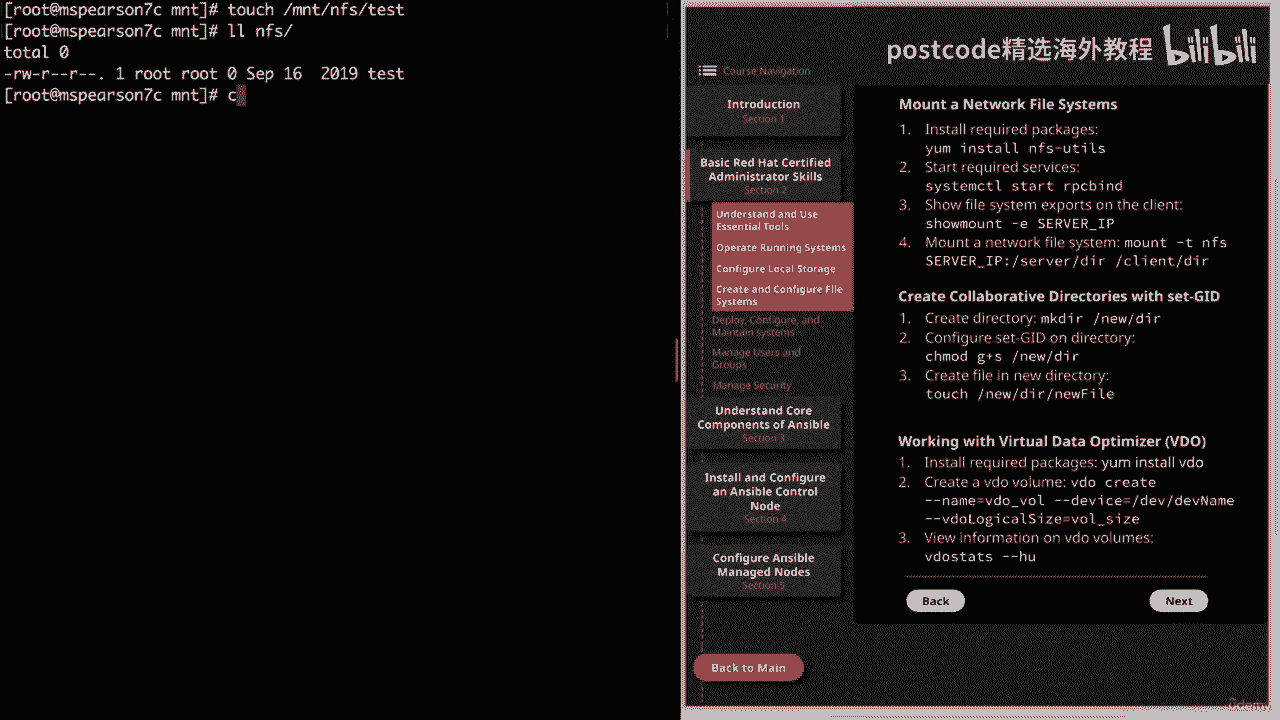 [root@mspearson7c mnt]# touch /mnt/nfs/test
[root@mspearson7c mnt]# ll nfs/
total 0
-rw-r--r--. 1 root root 0 Sep 16  2019 test
[root@mspearson7c mnt]# c
postcode精选海外教程 bilibili
Course Navigation
Introduction
Section 1
Basic Red Hat Certified
Administrator Skills
Section 2
Understand and Use
Essential Tools
Operate Running Systems
Configure Local Storage
Create and Configure File
Systems
Deploy, Configure, and
Maintain systems
Manage Users and
Groups
Manage Security
Understand Core
Components of Ansible
Section 3
Install and Configure
an Ansible Control
Node
Section 4
Configure Ansible
Managed Nodes
Section 5
Back to Main
Mount a Network File Systems
1. Install required packages:
yum install nfs-utils
2. Start required services:
systemctl start rpcbind
3. Show file system exports on the client:
showmount -e SERVER_IP
4. Mount a network file system: mount -t nfs
SERVER_IP:/server/dir /client/dir
Create Collaborative Directories with set-GID
1. Create directory: mkdir /new/dir
2. Configure set-GID on directory:
chmod g+s /new/dir
3. Create file in new directory:
touch /new/dir/newFile
Working with Virtual Data Optimizer (VDO)
1. Install required packages: yum install vdo
2. Create a vdo volume: vdo create
--name=vdo_vol --device=/dev/devName
--vdoLogicalSize=vol_size
3. View information on vdo volumes:
vdostats --hu
Back
Next
ûdemy